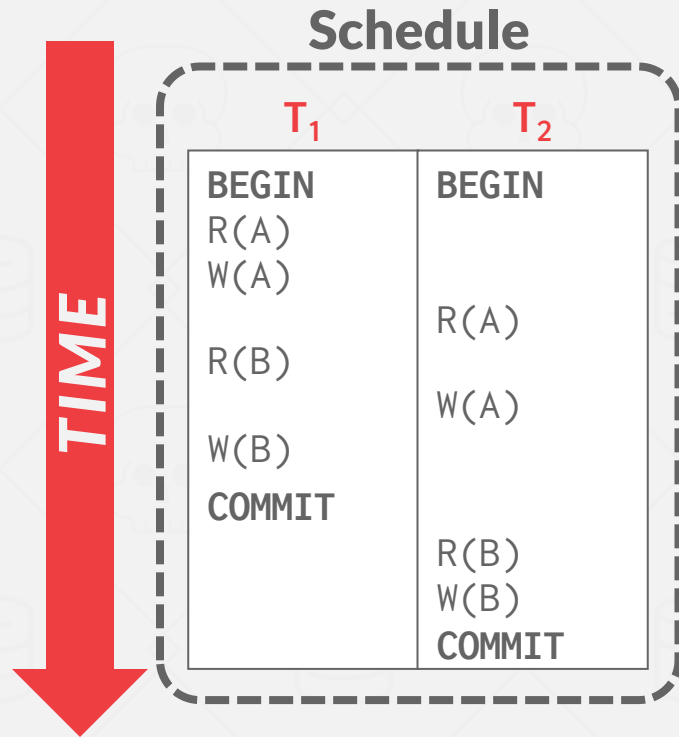 Schedule
TIME
T₁ T₂
BEGIN BEGIN
R(A)
W(A)
R(A)
R(B)
W(A)
W(B)
COMMIT
R(B)
W(B)
COMMIT